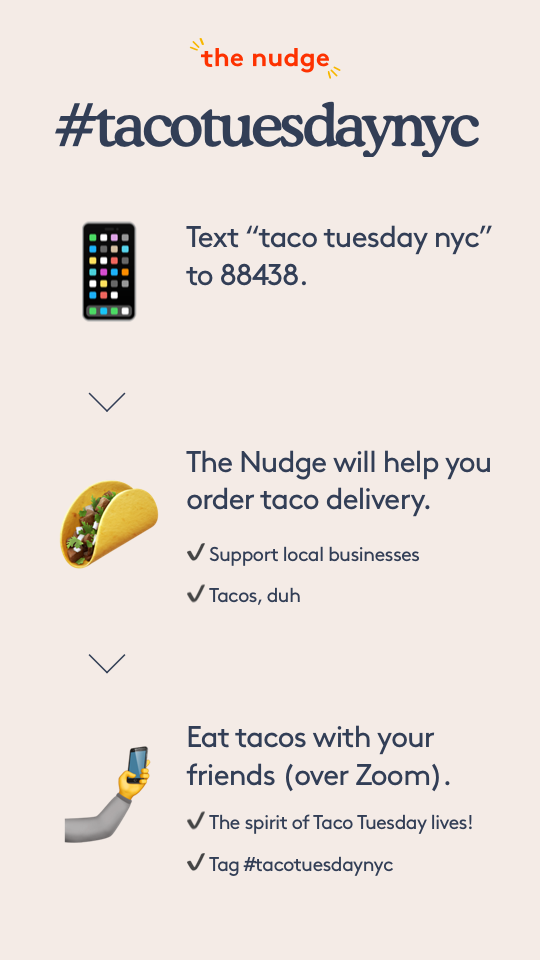 the nudge
#tacotuesdaynyc
Text “taco tuesday nyc”
to 88438.
The Nudge will help you
order taco delivery.
✔ Support local businesses
✔ Tacos, duh
Eat tacos with your
friends (over Zoom).
✔ The spirit of Taco Tuesday lives!
✔ Tag #tacotuesdaynyc